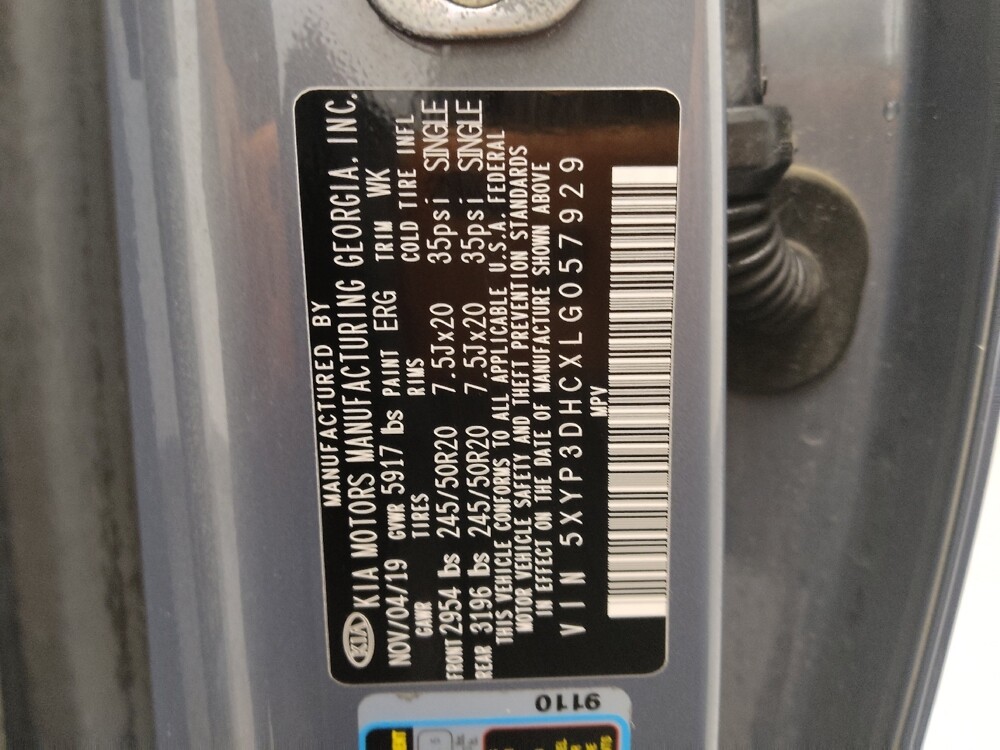 MANUFACTURED BY
KIA KIA MOTORS MANUFACTURING GEORGIA, INC.
NOV/04/19 GVWR 5917 lbs PAINT ERG TRIM WK
GAWR TIRES RIMS COLD TIRE INFL
FRONT 2954 lbs 245/50R20 7.5Jx20 35psi SINGLE
REAR 3196 lbs 245/50R20 7.5Jx20 35psi SINGLE
THIS VEHICLE CONFORMS TO ALL APPLICABLE U.S.A. FEDERAL
MOTOR VEHICLE SAFETY AND THEFT PREVENTION STANDARDS
IN EFFECT ON THE DATE OF MANUFACTURE SHOWN ABOVE
VIN 5XYP3DHCXLG057929
MPV
9110